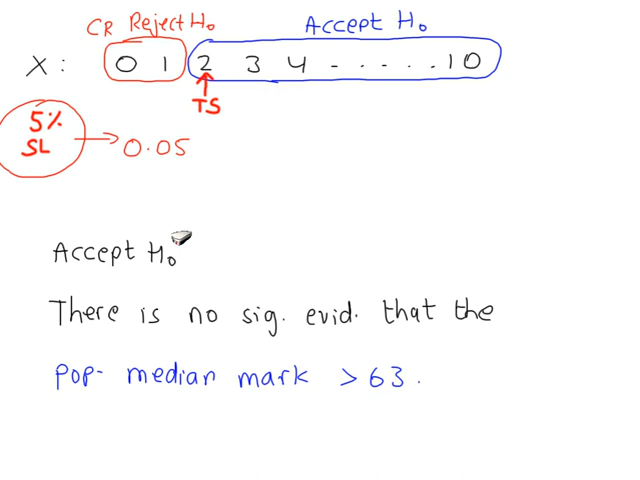 CR Reject H₀ Accept H₀
X : 0 1 2 3 4 - . . . . . 10
TS
5%
SL
0.05
Accept H₀
There is no sig. evid. that the
pop- median mark > 63.